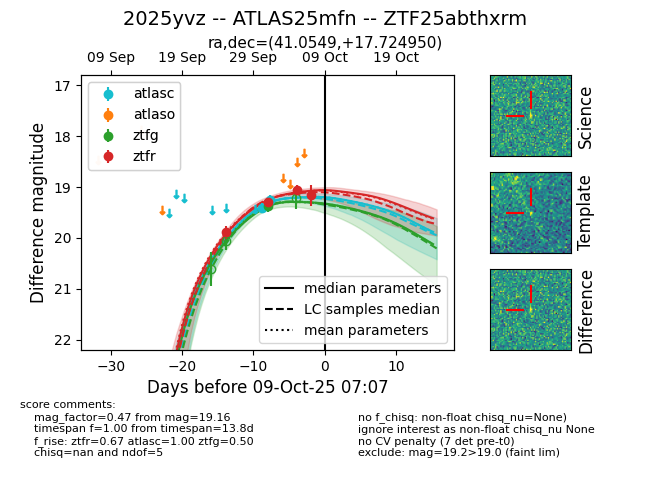 2025yvz -- ATLAS25mfn -- ZTF25abthxrm
ra,dec=(41.0549,+17.724950)
09 Sep 19 Sep 29 Sep 09 Oct 19 Oct
17
18
19
20
21
22
Difference magnitude
atlasc
atlaso
ztfg
ztfr
median parameters
LC samples median
mean parameters
−30 −20 −10 0 10
Days before 09-Oct-25 07:07
Science
Template
Difference
score comments:
mag_factor=0.47 from mag=19.16
timespan f=1.00 from timespan=13.8d
f_rise: ztfr=0.67 atlasc=1.00 ztfg=0.50
chisq=nan and ndof=5
no f_chisq: non-float chisq_nu=None)
ignore interest as non-float chisq_nu None
no CV penalty (7 det pre-t0)
exclude: mag=19.2>19.0 (faint lim)